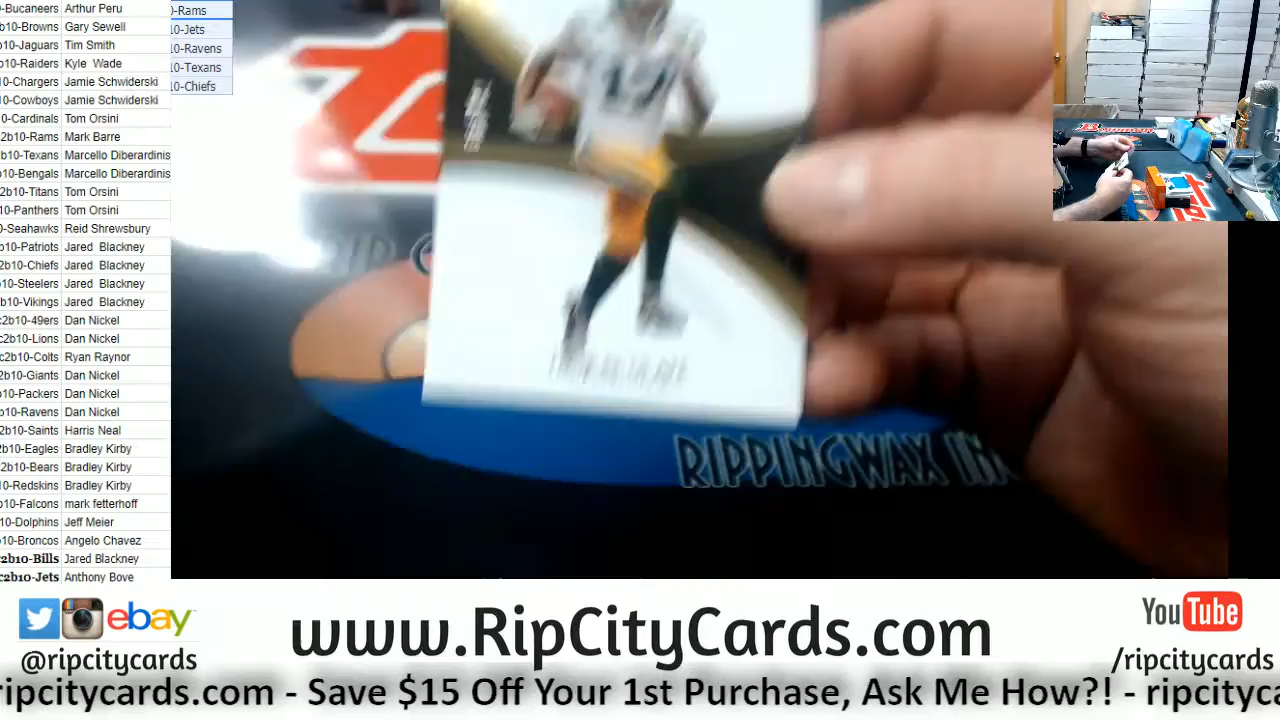 -Bucaneers Arthur Peru
b10-Browns Gary Sewell
b10-Jaguars Tim Smith
b10-Raiders Kyle Wade
10-Chargers Jamie Schwiderski
10-Cowboys Jamie Schwiderski
0-Cardinals Tom Orsini
2b10-Rams Mark Barre
b10-Texans Marcello Diberardinis
b10-Bengals Marcello Diberardinis
2b10-Titans Tom Orsini
10-Panthers Tom Orsini
0-Seahawks Reid Shrewsbury
b10-Patriots Jared Blackney
2b10-Chiefs Jared Blackney
b10-Steelers Jared Blackney
b10-Vikings Jared Blackney
c2b10-49ers Dan Nickel
2b10-Lions Dan Nickel
c2b10-Colts Ryan Raynor
2b10-Giants Dan Nickel
b10-Packers Dan Nickel
b10-Ravens Dan Nickel
2b10-Saints Harris Neal
2b10-Eagles Bradley Kirby
c2b10-Bears Bradley Kirby
10-Redskins Bradley Kirby
b10-Falcons mark fetterhoff
10-Dolphins Jeff Meier
b10-Broncos Angelo Chavez
c2b10-Bills Jared Blackney
c2b10-Jets Anthony Bove
0-Rams
10-Jets
10-Ravens
10-Texans
10-Chiefs
RIPPINGWAX IN
ebay
@ripcitycards
www.RipCityCards.com
YouTube
/ripcitycards
ripcitycards.com - Save $15 Off Your 1st Purchase, Ask Me How?! - ripcityca